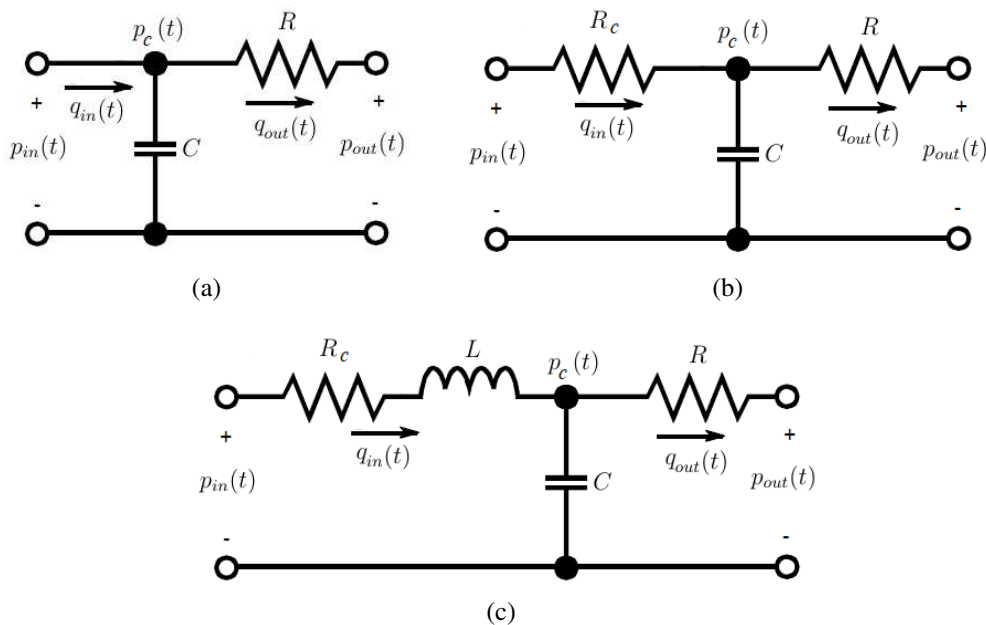 p_c(t) R
+ q_in(t) q_out(t) +
p_in(t) C p_out(t)
- -
(a)
R_c p_c(t) R
+ q_in(t) q_out(t) +
p_in(t) C p_out(t)
- -
(b)
R_c L p_c(t) R
+ q_in(t) q_out(t) +
p_in(t) C p_out(t)
- -
(c)